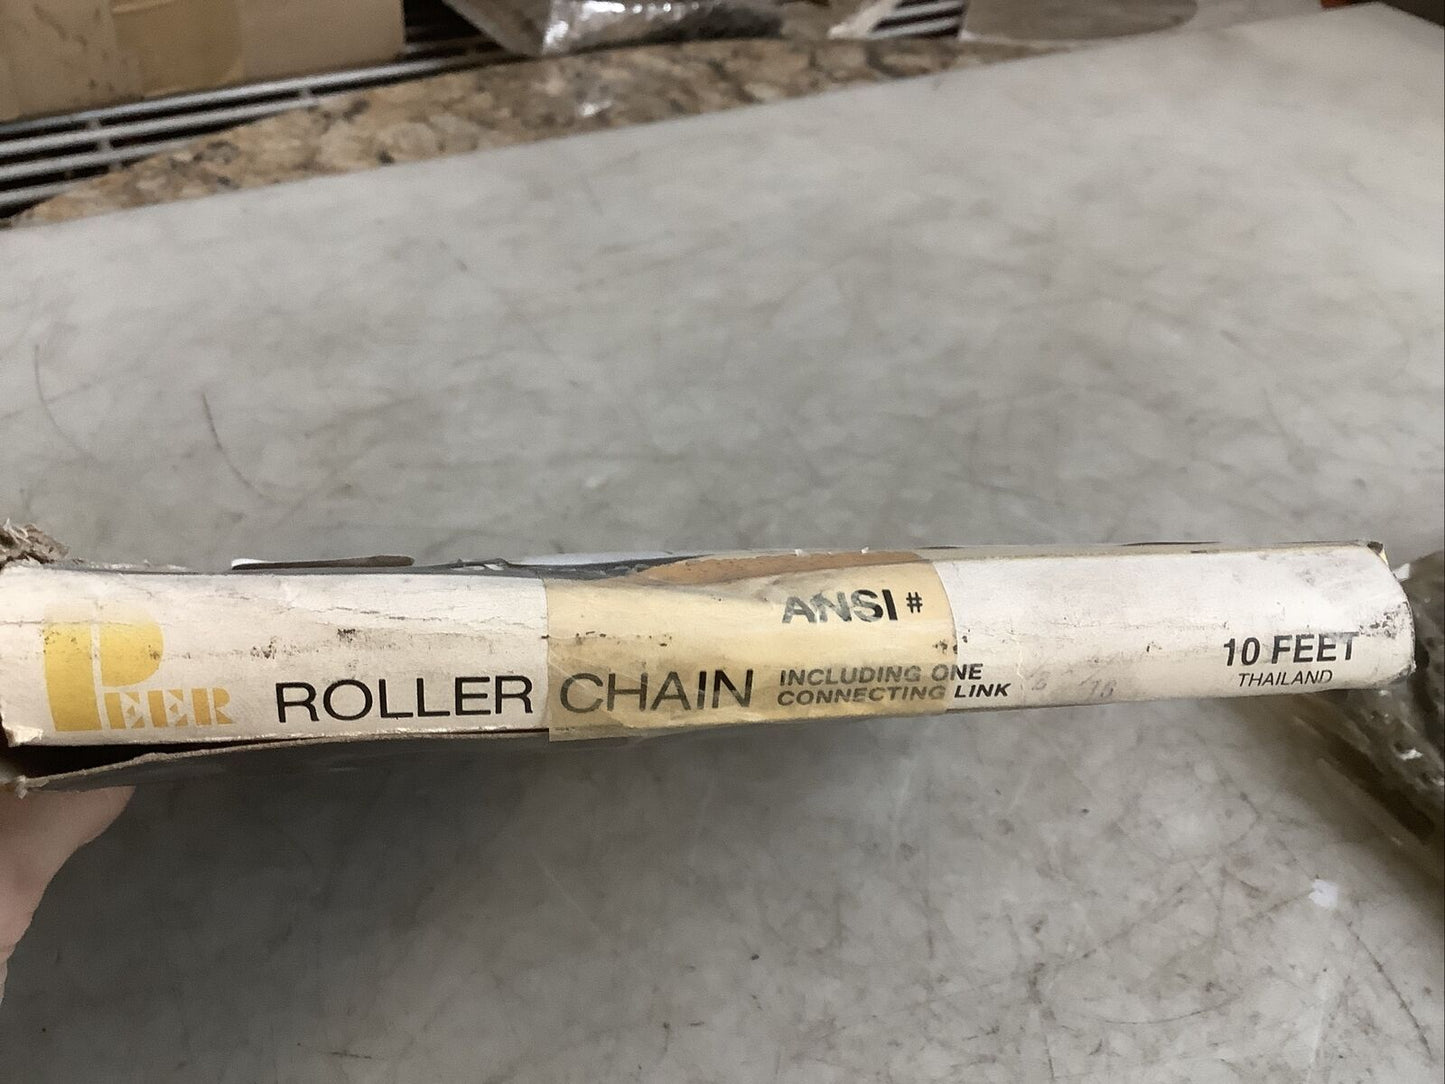 PEER
ROLLER CHAIN
ANSI #
INCLUDING ONE
CONNECTING LINK
10 FEET
THAILAND